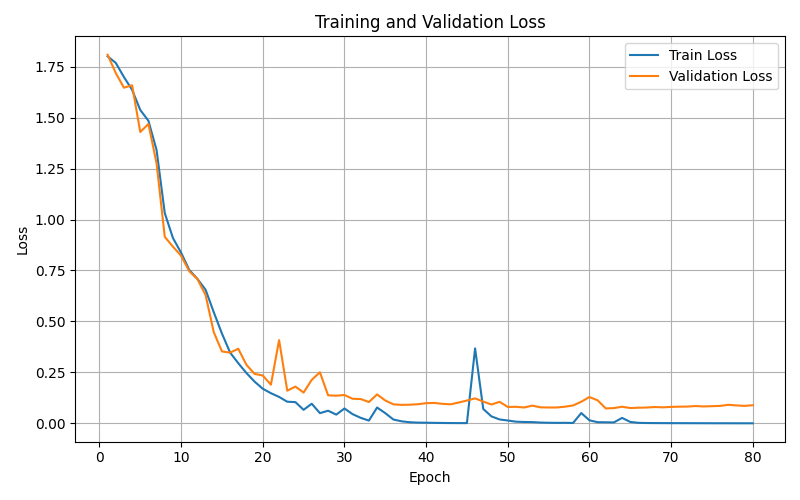 Training and Validation Loss
Train Loss
Validation Loss
1.75
1.50
1.25
1.00
0.75
0.50
0.25
0.00
Loss
0 10 20 30 40 50 60 70 80
Epoch